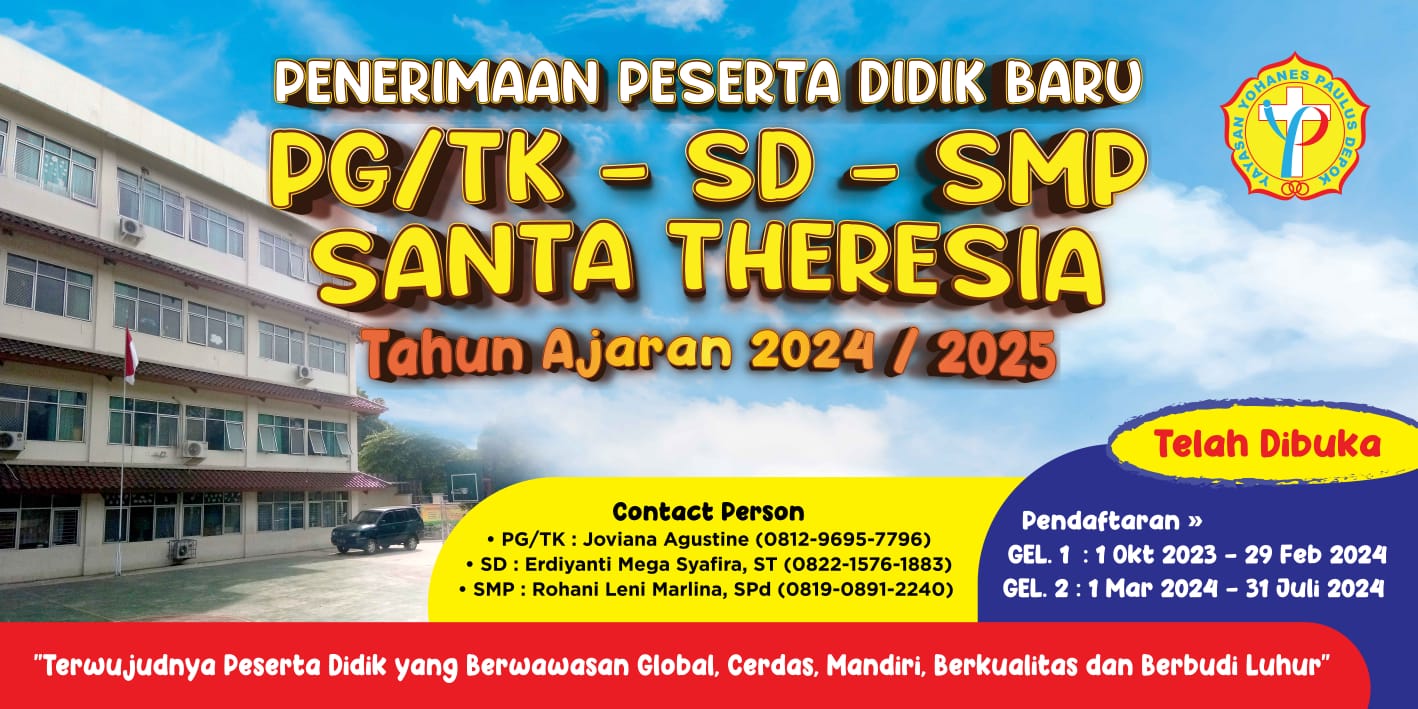 PENERIMAAN PESERTA DIDIK BARU
PG/TK - SD - SMP
SANTA THERESIA
Tahun Ajaran 2024 / 2025
YAYASAN YOHANES PAULUS DEPOK
YP
Telah Dibuka
Contact Person
• PG/TK : Joviana Agustine (0812-9695-7796)
• SD : Erdiyanti Mega Syafira, ST (0822-1576-1883)
• SMP : Rohani Leni Marlina, SPd (0819-0891-2240)
Pendaftaran »
GEL. 1 : 1 Okt 2023 - 29 Feb 2024
GEL. 2 : 1 Mar 2024 - 31 Juli 2024
"Terwujudnya Peserta Didik yang Berwawasan Global, Cerdas, Mandiri, Berkualitas dan Berbudi Luhur"